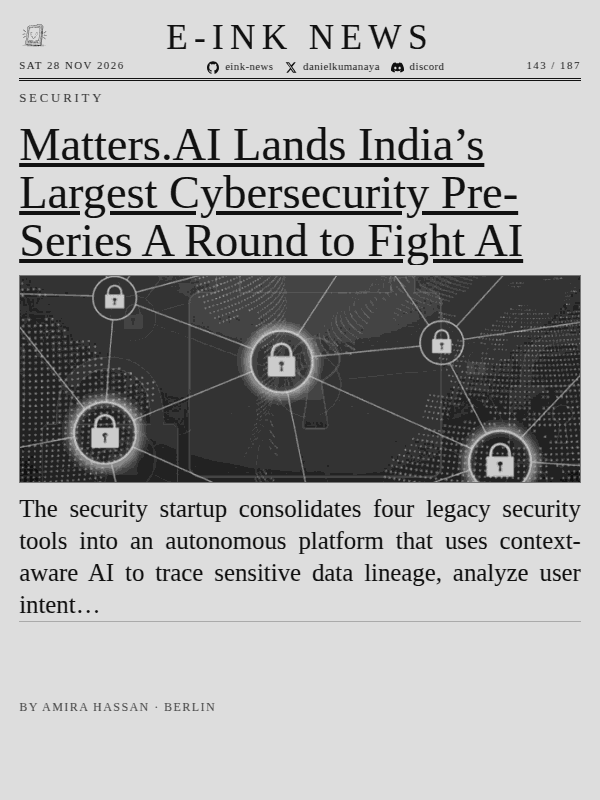 E-INK NEWS
SAT 28 NOV 2026 eink-news danielkumanaya discord 143 / 187
SECURITY
Matters.AI Lands India’s
Largest Cybersecurity Pre-
Series A Round to Fight AI
The security startup consolidates four legacy security
tools into an autonomous platform that uses context-
aware AI to trace sensitive data lineage, analyze user
intent…
BY AMIRA HASSAN · BERLIN